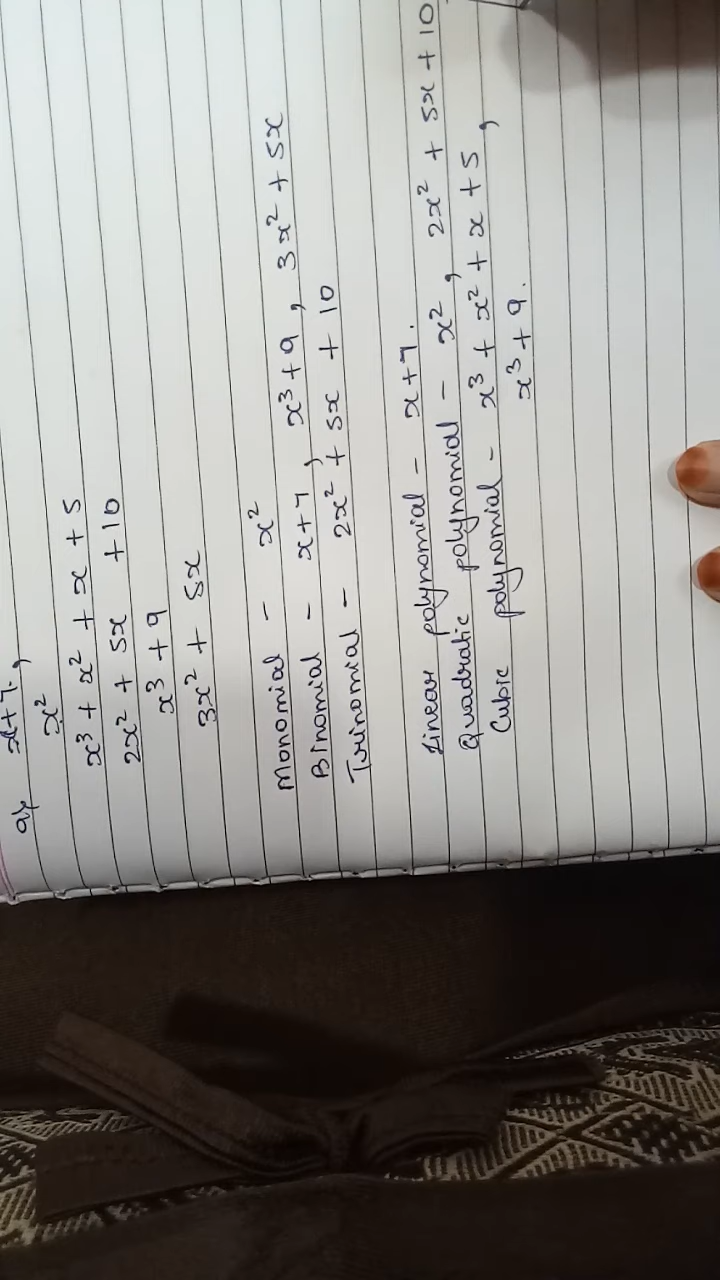 as x+7,
x²
x³ + x² + x + 5
2x² + 5x + 10
x³ + 9
3x² + 5x
Monomial - x²
Binomial - x+7, x³+9, 3x² + 5x
Trinomial - 2x² + 5x + 10
Linear polynomial - x+7.
Quadratic polynomial - x², 2x² + 5x + 10
Cubic polynomial - x³ + x² + x + 5,
x³ + 9.